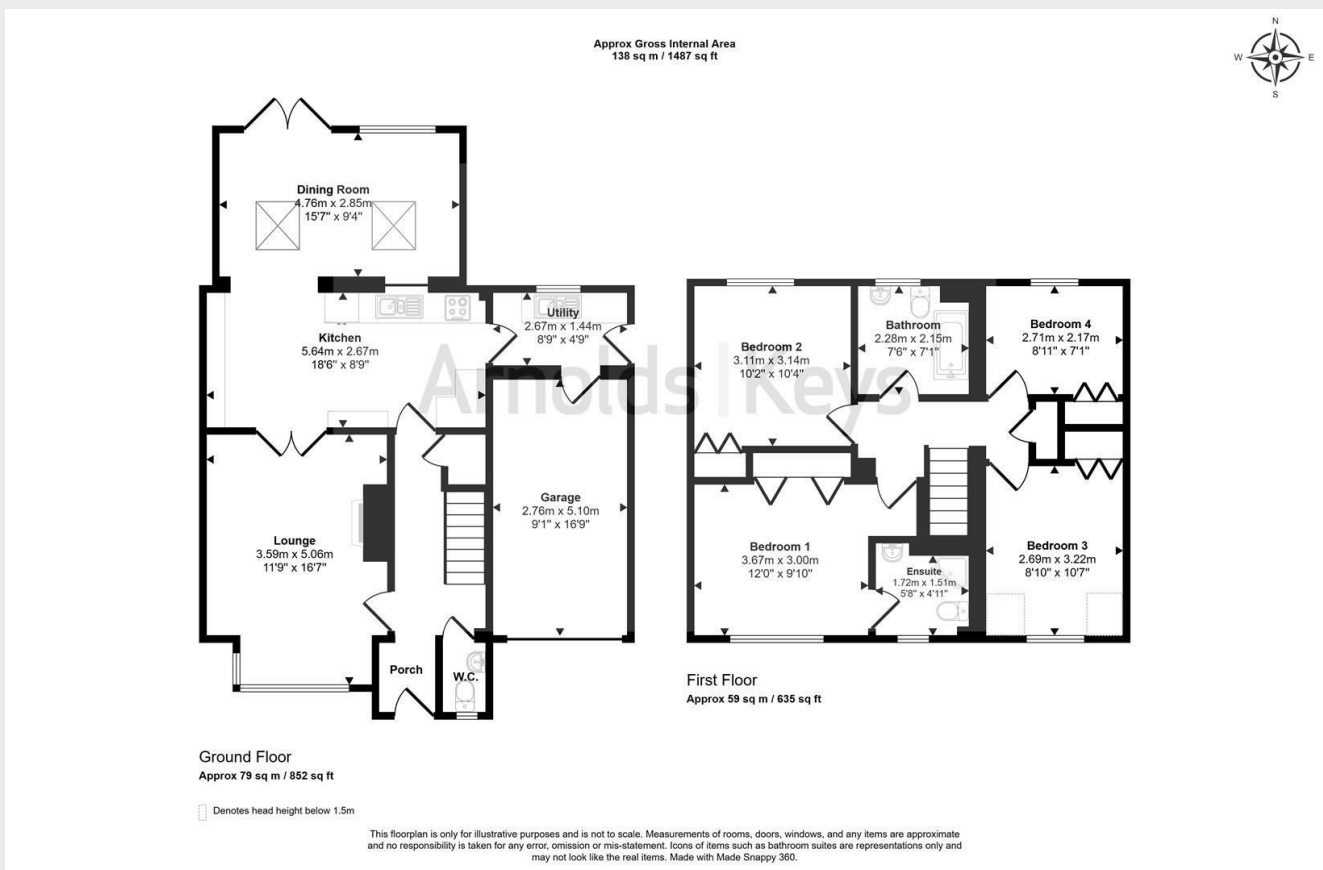 Approx Gross Internal Area
138 sq m / 1487 sq ft
N
W
E
S
Dining Room
4.76m x 2.85m
15'7" x 9'4"
Kitchen
5.64m x 2.67m
18'6" x 8'9"
Utility
2.67m x 1.44m
8'9" x 4'9"
Lounge
3.59m x 5.06m
11'9" x 16'7"
Garage
2.76m x 5.10m
9'1" x 16'9"
Porch
W.C.
Bedroom 2
3.11m x 3.14m
10'2" x 10'4"
Bathroom
2.28m x 2.15m
7'6" x 7'1"
Bedroom 4
2.71m x 2.17m
8'11" x 7'1"
Bedroom 1
3.67m x 3.00m
12'0" x 9'10"
Ensuite
1.72m x 1.51m
5'8" x 4'11"
Bedroom 3
2.69m x 3.22m
8'10" x 10'7"
Arnolds | Keys
First Floor
Approx 59 sq m / 635 sq ft
Ground Floor
Approx 79 sq m / 852 sq ft
Denotes head height below 1.5m
This floorplan is only for illustrative purposes and is not to scale. Measurements of rooms, doors, windows, and any items are approximate
and no responsibility is taken for any error, omission or mis-statement. Icons of items such as bathroom suites are representations only and
may not look like the real items. Made with Made Snappy 360.